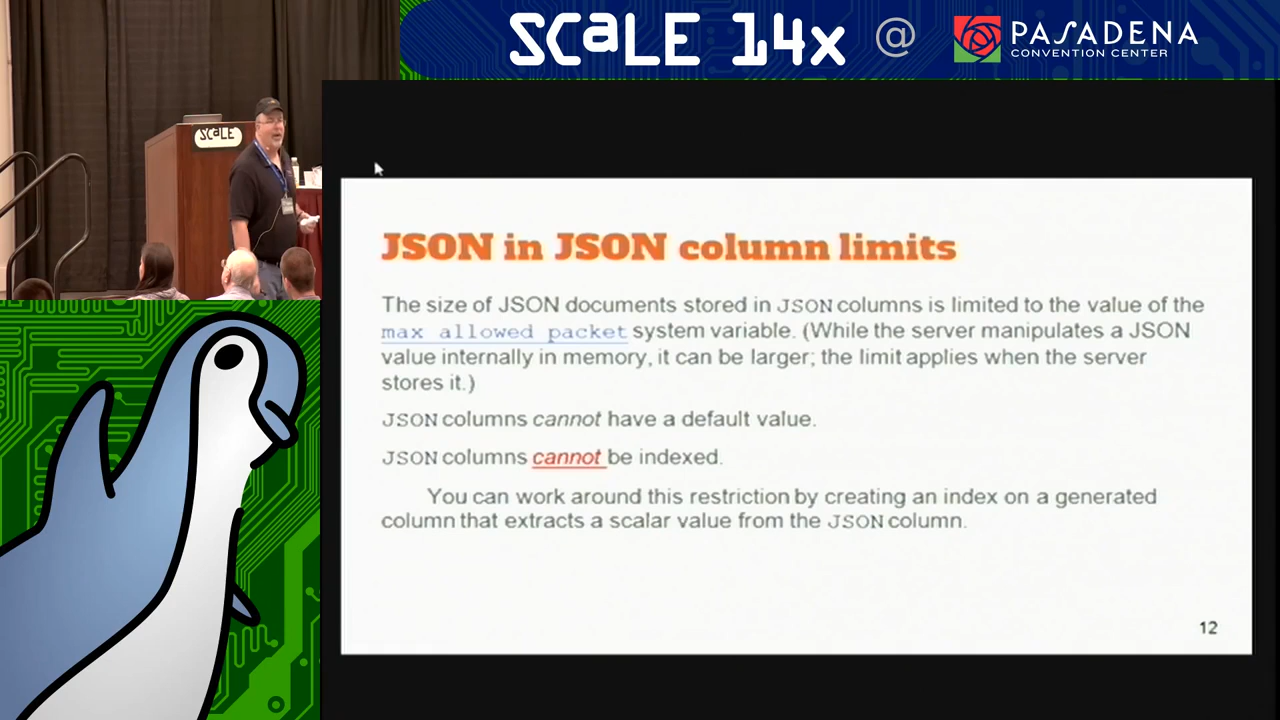 SCaLE 14x @ PASADENA
CONVENTION CENTER
SCaLE
JSON in JSON column limits
The size of JSON documents stored in JSON columns is limited to the value of the
max_allowed_packet system variable. (While the server manipulates a JSON
value internally in memory, it can be larger; the limit applies when the server
stores it.)
JSON columns cannot have a default value.
JSON columns cannot be indexed.
You can work around this restriction by creating an index on a generated
column that extracts a scalar value from the JSON column.
12